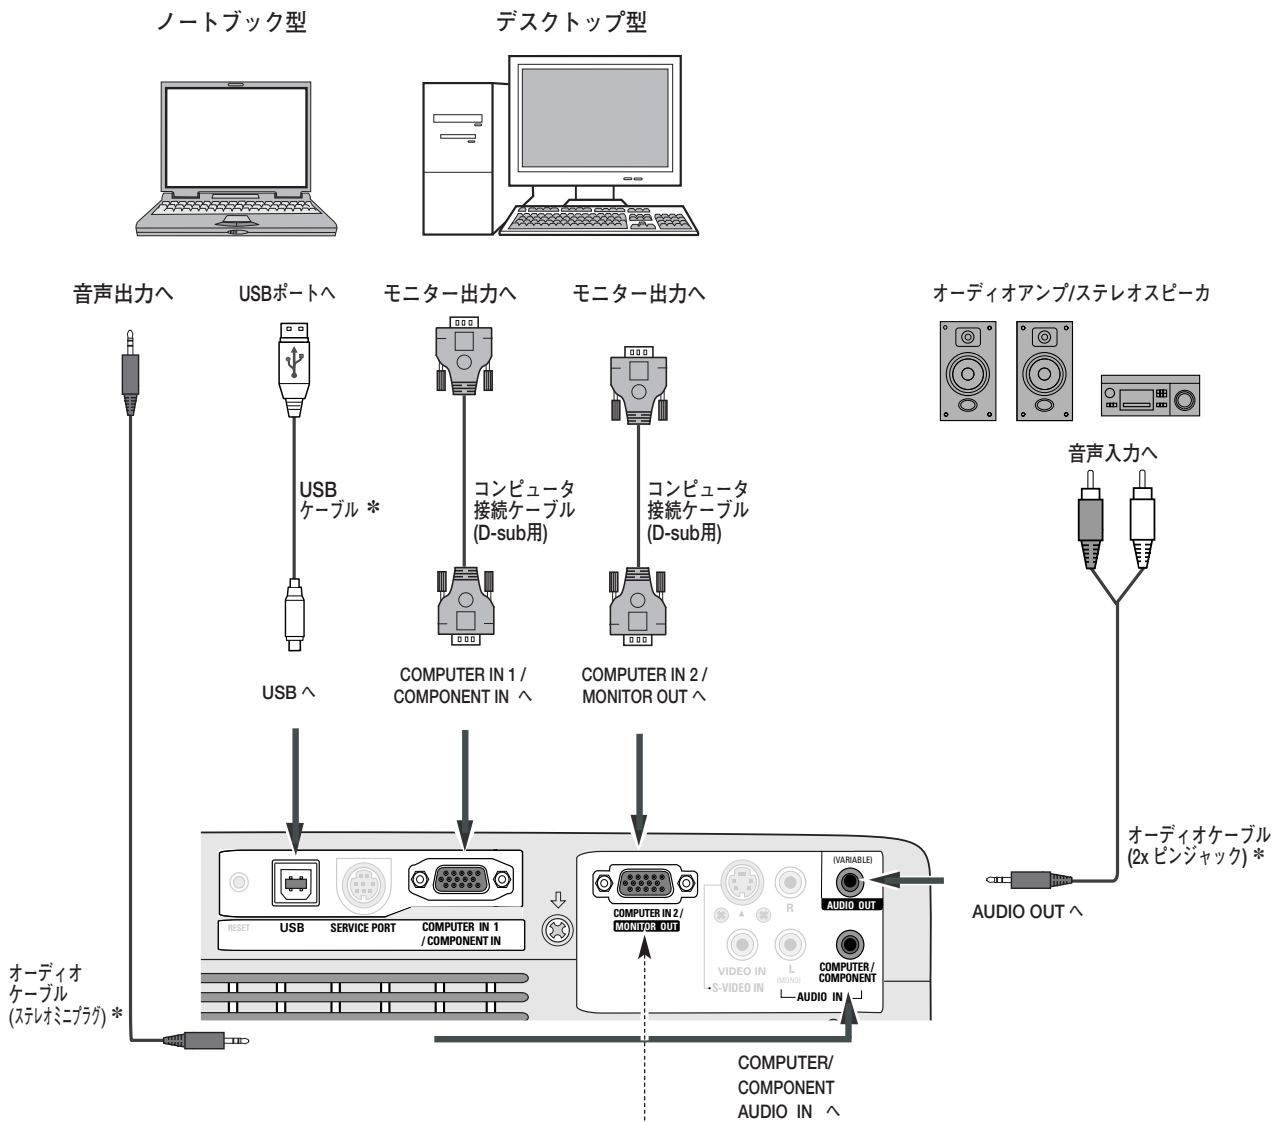 ノートブック型
デスクトップ型
音声出力へ
USBポートへ
モニター出力へ
モニター出力へ
オーディオアンプ/ステレオスピーカ
音声入力へ
USB
ケーブル *
コンピュータ
接続ケーブル
(D-sub用)
コンピュータ
接続ケーブル
(D-sub用)
USB へ
COMPUTER IN 1 /
COMPONENT IN へ
COMPUTER IN 2 /
MONITOR OUT へ
オーディオケーブル
(2x ピンジャック) *
AUDIO OUT へ
(VARIABLE)
AUDIO OUT
R
RESET
USB
SERVICE PORT
COMPUTER IN 1
/ COMPONENT IN
COMPUTER IN 2 /
MONITOR OUT
VIDEO IN
S-VIDEO IN
L
(MONO)
COMPUTER /
COMPONENT
AUDIO IN
オーディオ
ケーブル
(ステレオミニプラグ) *
COMPUTER/
COMPONENT
AUDIO IN へ